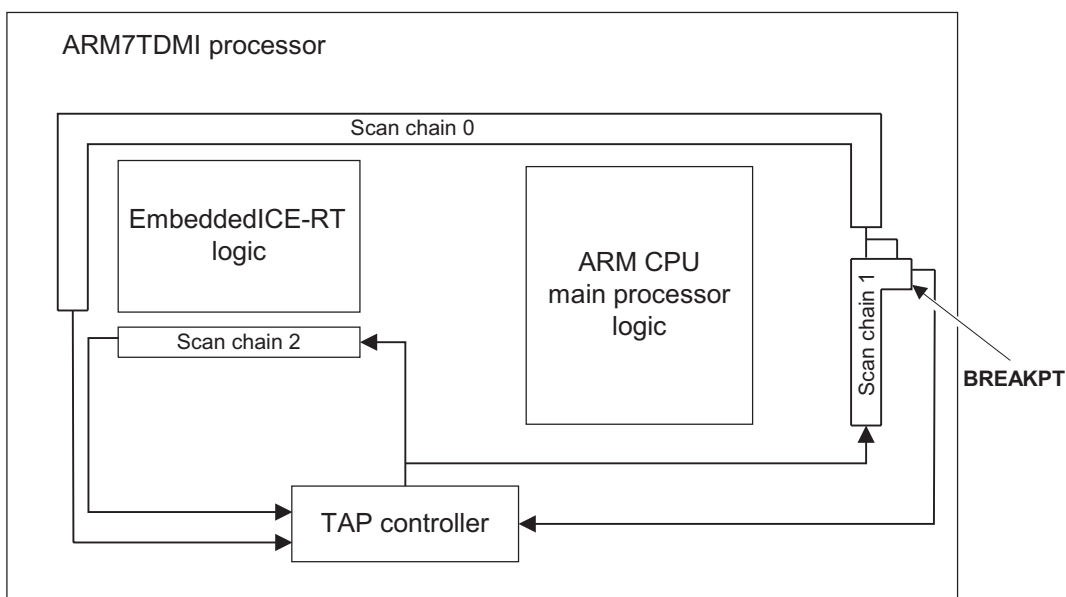 ARM7TDMI processor
Scan chain 0
EmbeddedICE-RT
logic
ARM CPU
main processor
logic
Scan chain 1
Scan chain 2
BREAKPT
TAP controller